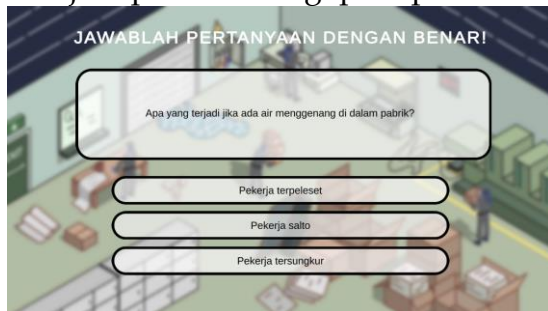 JAWABLAH PERTANYAAN DENGAN BENAR!
Apa yang terjadi jika ada air menggenang di dalam pabrik?
Pekerja terpeleset
Pekerja salto
Pekerja tersungkur